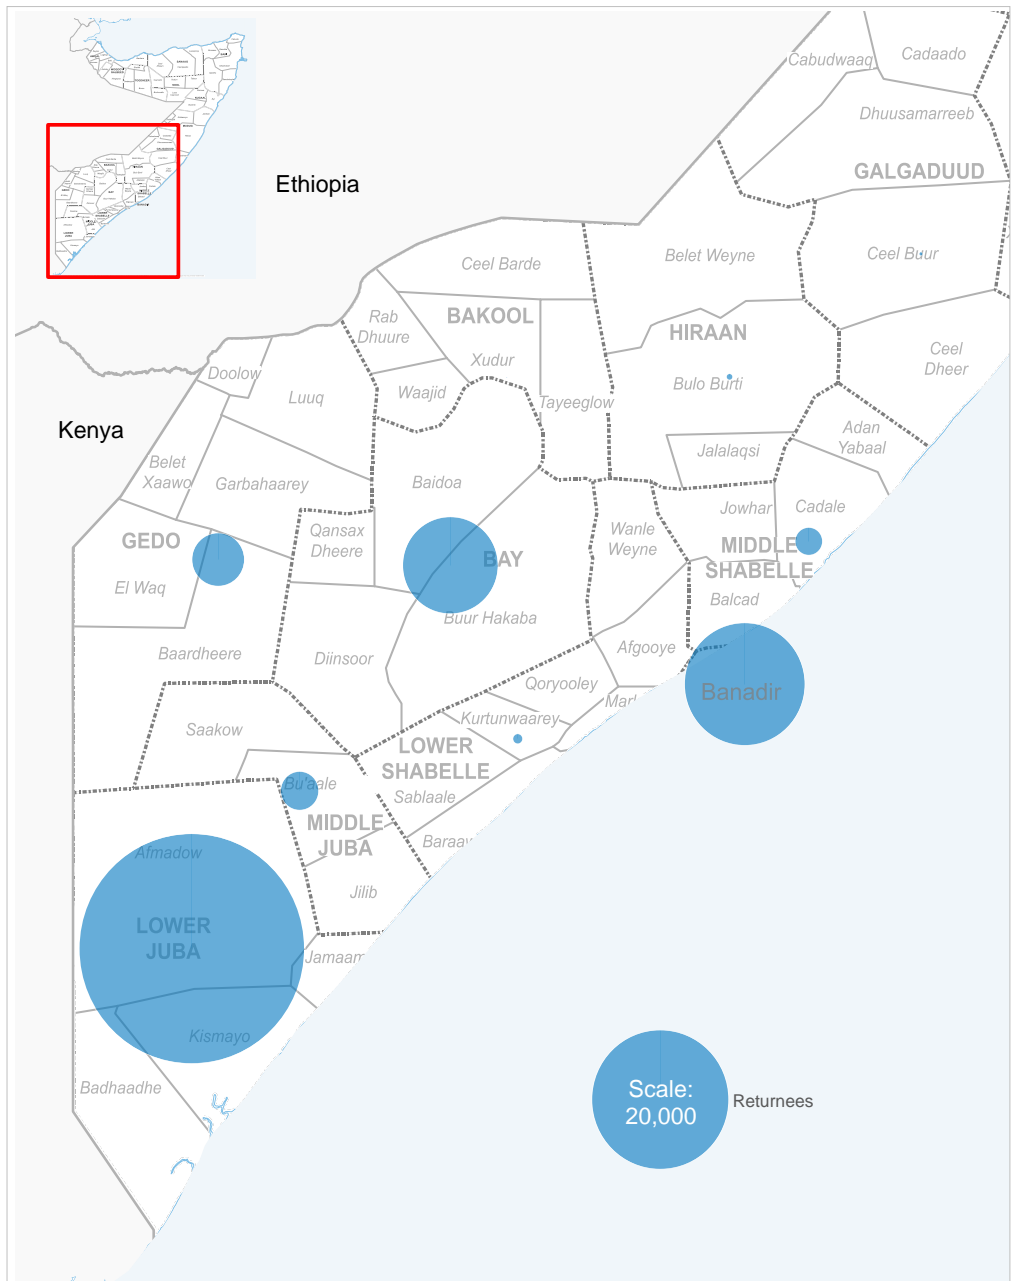 Cabudwaaq
Cadaado
Dhuusamarreeb
GALGADUUD
Ethiopia
Ceel Barde
Belet Weyne
Ceel Buur
Rab
Dhuure
BAKOOL
HIRAAN
Xudur
Ceel
Dheer
Doolow
Luuq
Waajid
Bulo Burti
Tayeeglow
Kenya
Adan
Yabaal
Jalalaqsi
Belet
Xaawo
Garbahaarey
Baidoa
Jowhar
Cadale
Qansax
Dheere
Wanle
Weyne
GEDO
BAY
MIDDLE
SHABELLE
El Waq
Buur Hakaba
Balcad
Baardheere
Diinsoor
Afgooye
Qoryooley
Banadir
Saakow
Kurtunwaarey
LOWER
SHABELLE
Bu'aale
Sablaale
MIDDLE
JUBA
Afmadow
Jilib
LOWER
JUBA
Kismayo
Badhaadhe
Scale:
20,000
Returnees